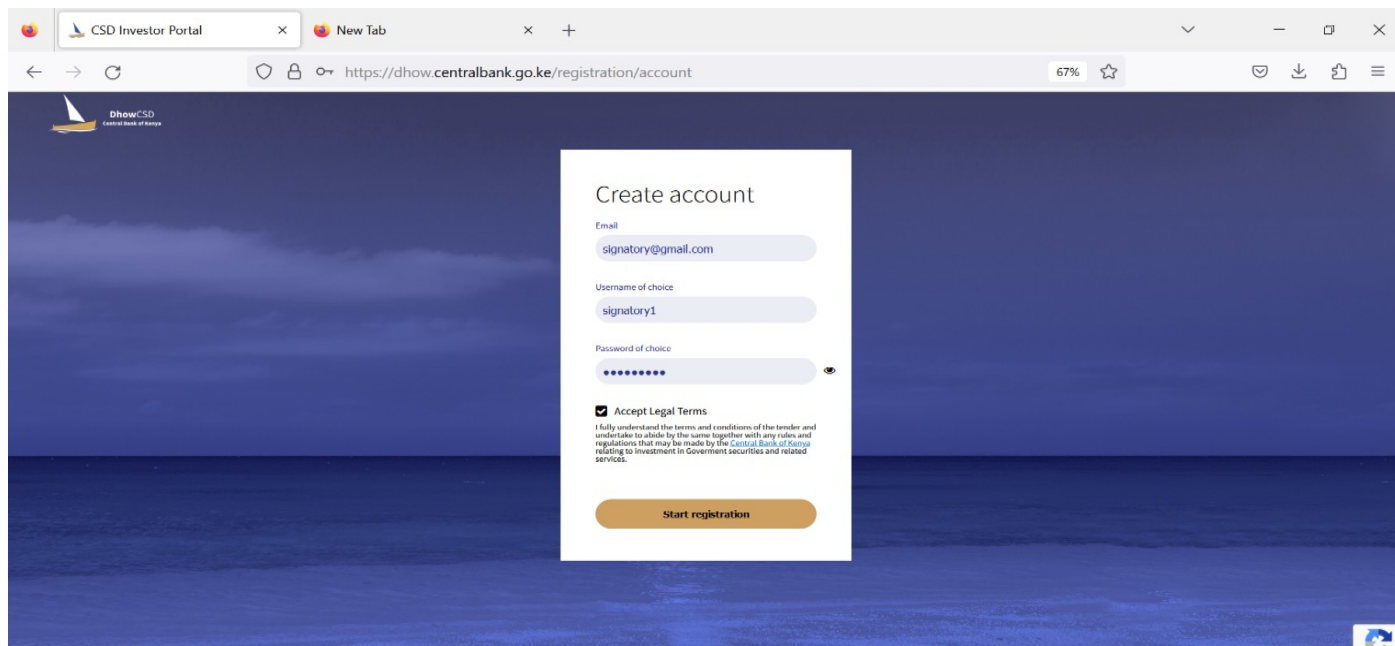 CSD Investor Portal
New Tab
https://dhow.centralbank.go.ke/registration/account
67%
DhowCSD
Central Bank of Kenya
Create account
Email
signatory@gmail.com
Username of choice
signatory1
Password of choice
•••••••••
Accept Legal Terms
I fully understand the terms and conditions of the tender and
undertake to abide by the same together with any rules and
regulations that may be made by the Central Bank of Kenya
relating to investment in Goverment securities and related
services.
Start registration